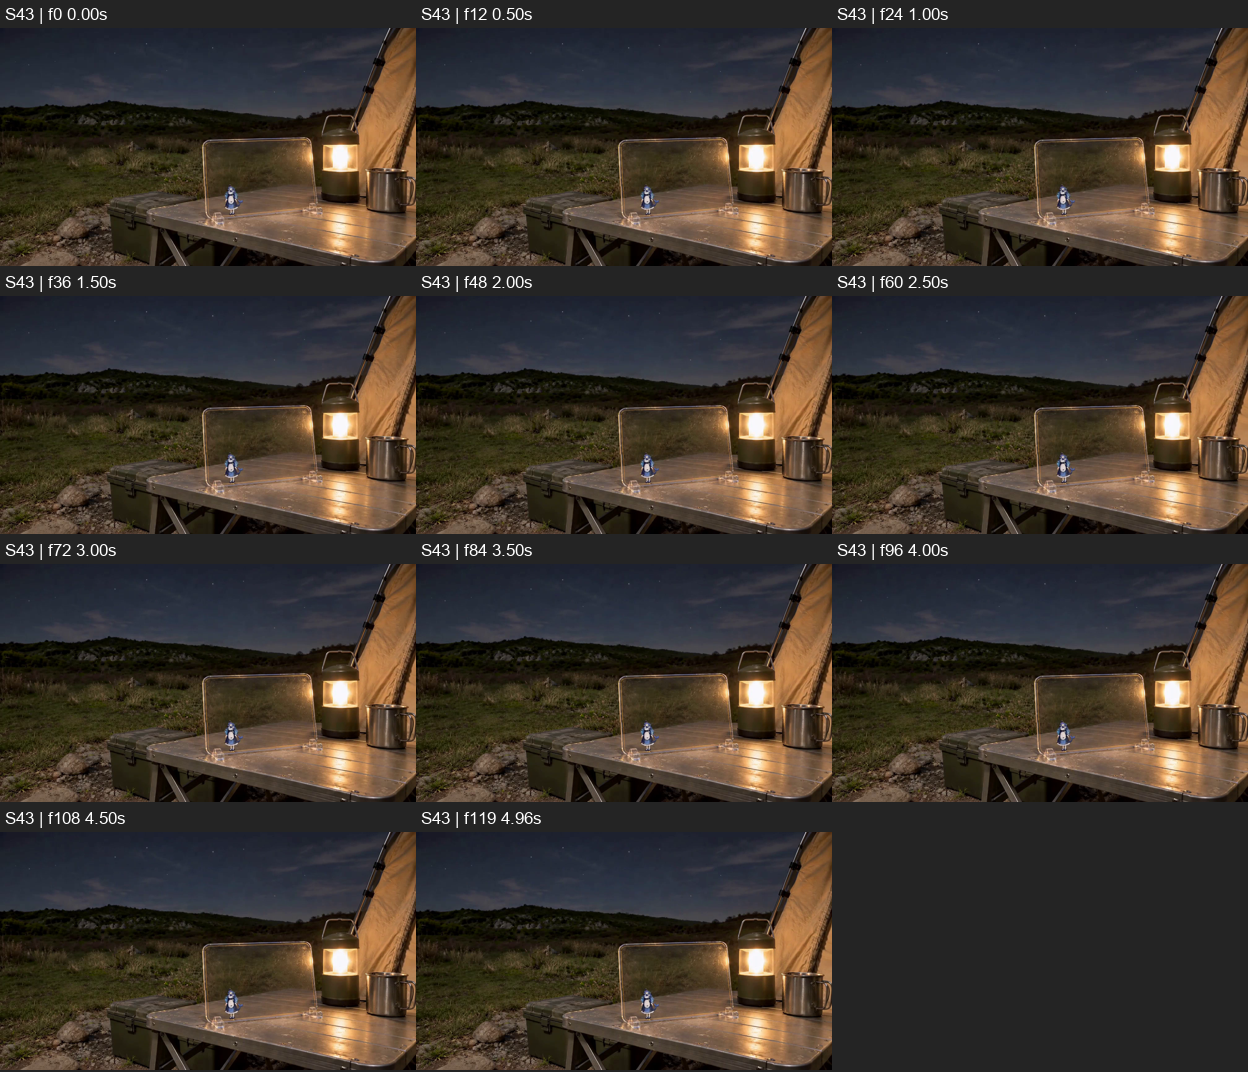 S43 | f0 0.00s
S43 | f12 0.50s
S43 | f24 1.00s
S43 | f36 1.50s
S43 | f48 2.00s
S43 | f60 2.50s
S43 | f72 3.00s
S43 | f84 3.50s
S43 | f96 4.00s
S43 | f108 4.50s
S43 | f119 4.96s